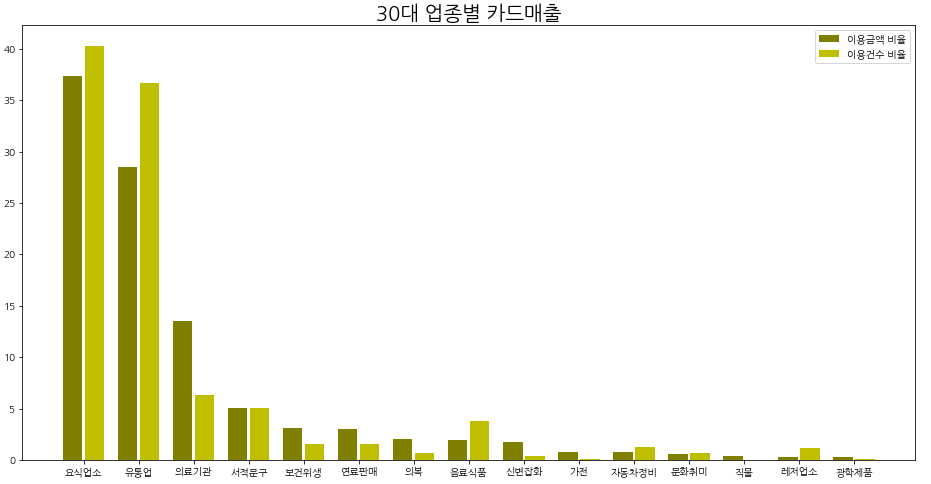 30대 업종별 카드매출
이용금액 비율
이용건수 비율
40
35
30
25
20
15
10
5
0
요식업소 유통업 의료기관 서적문구 보건위생 연료판매 의복 음료식품 신변잡화 가전 자동차정비 문화취미 직물 레저업소 광학제품